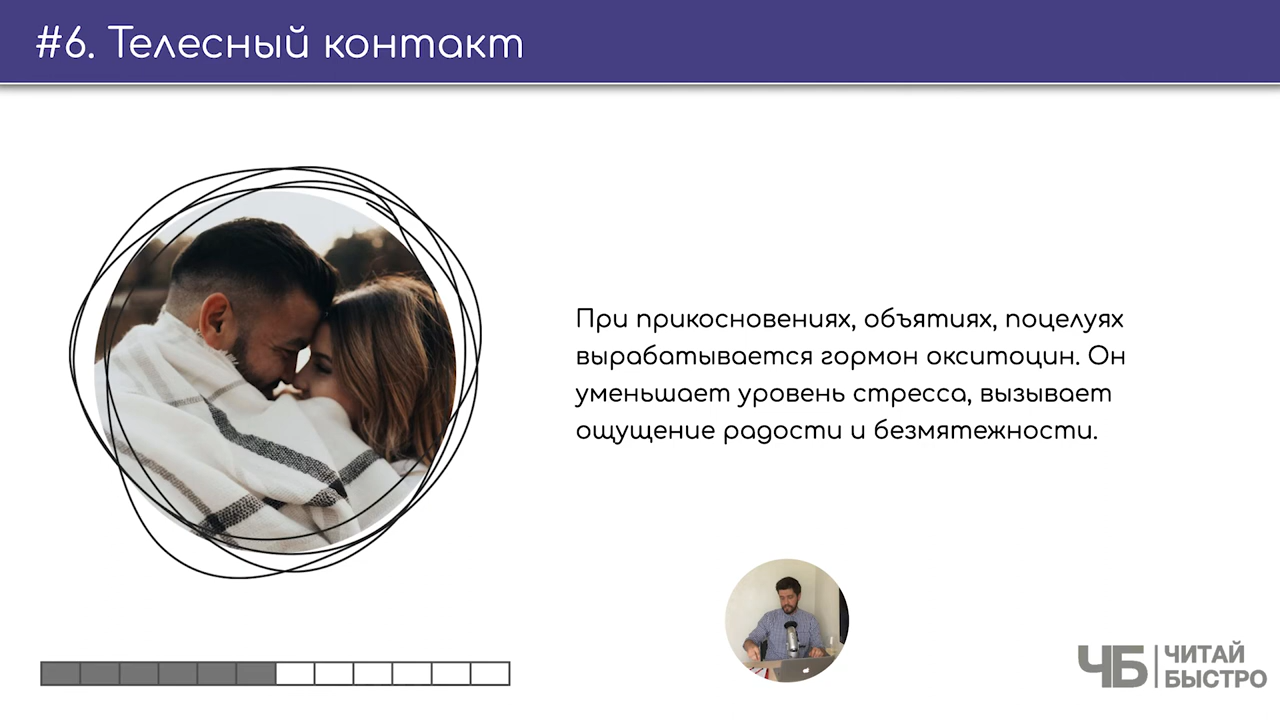 #6. Телесный контакт
При прикосновениях, объятиях, поцелуях
вырабатывается гормон окситоцин. Он
уменьшает уровень стресса, вызывает
ощущение радости и безмятежности.
ЧБ
ЧИТАЙ
БЫСТРО